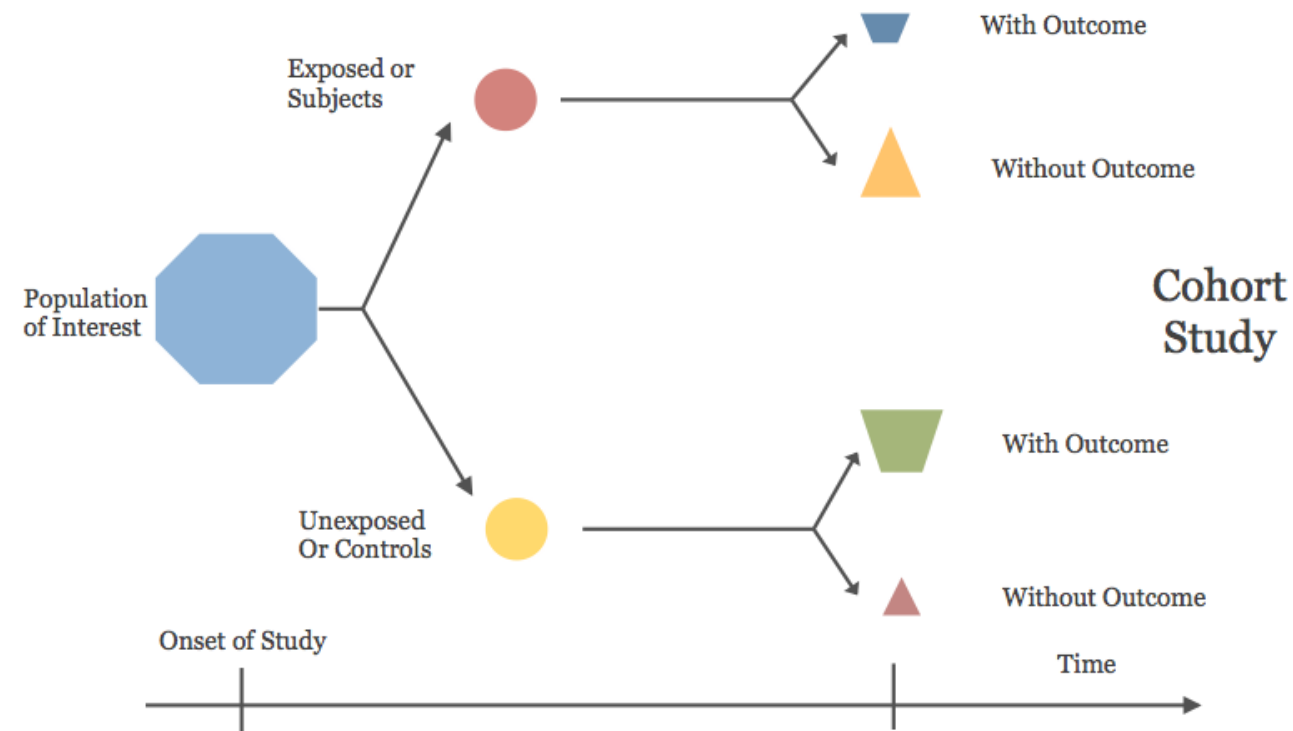 With Outcome
Exposed or
Subjects
Without Outcome
Population
of Interest
Cohort
Study
With Outcome
Unexposed
Or Controls
Without Outcome
Onset of Study
Time